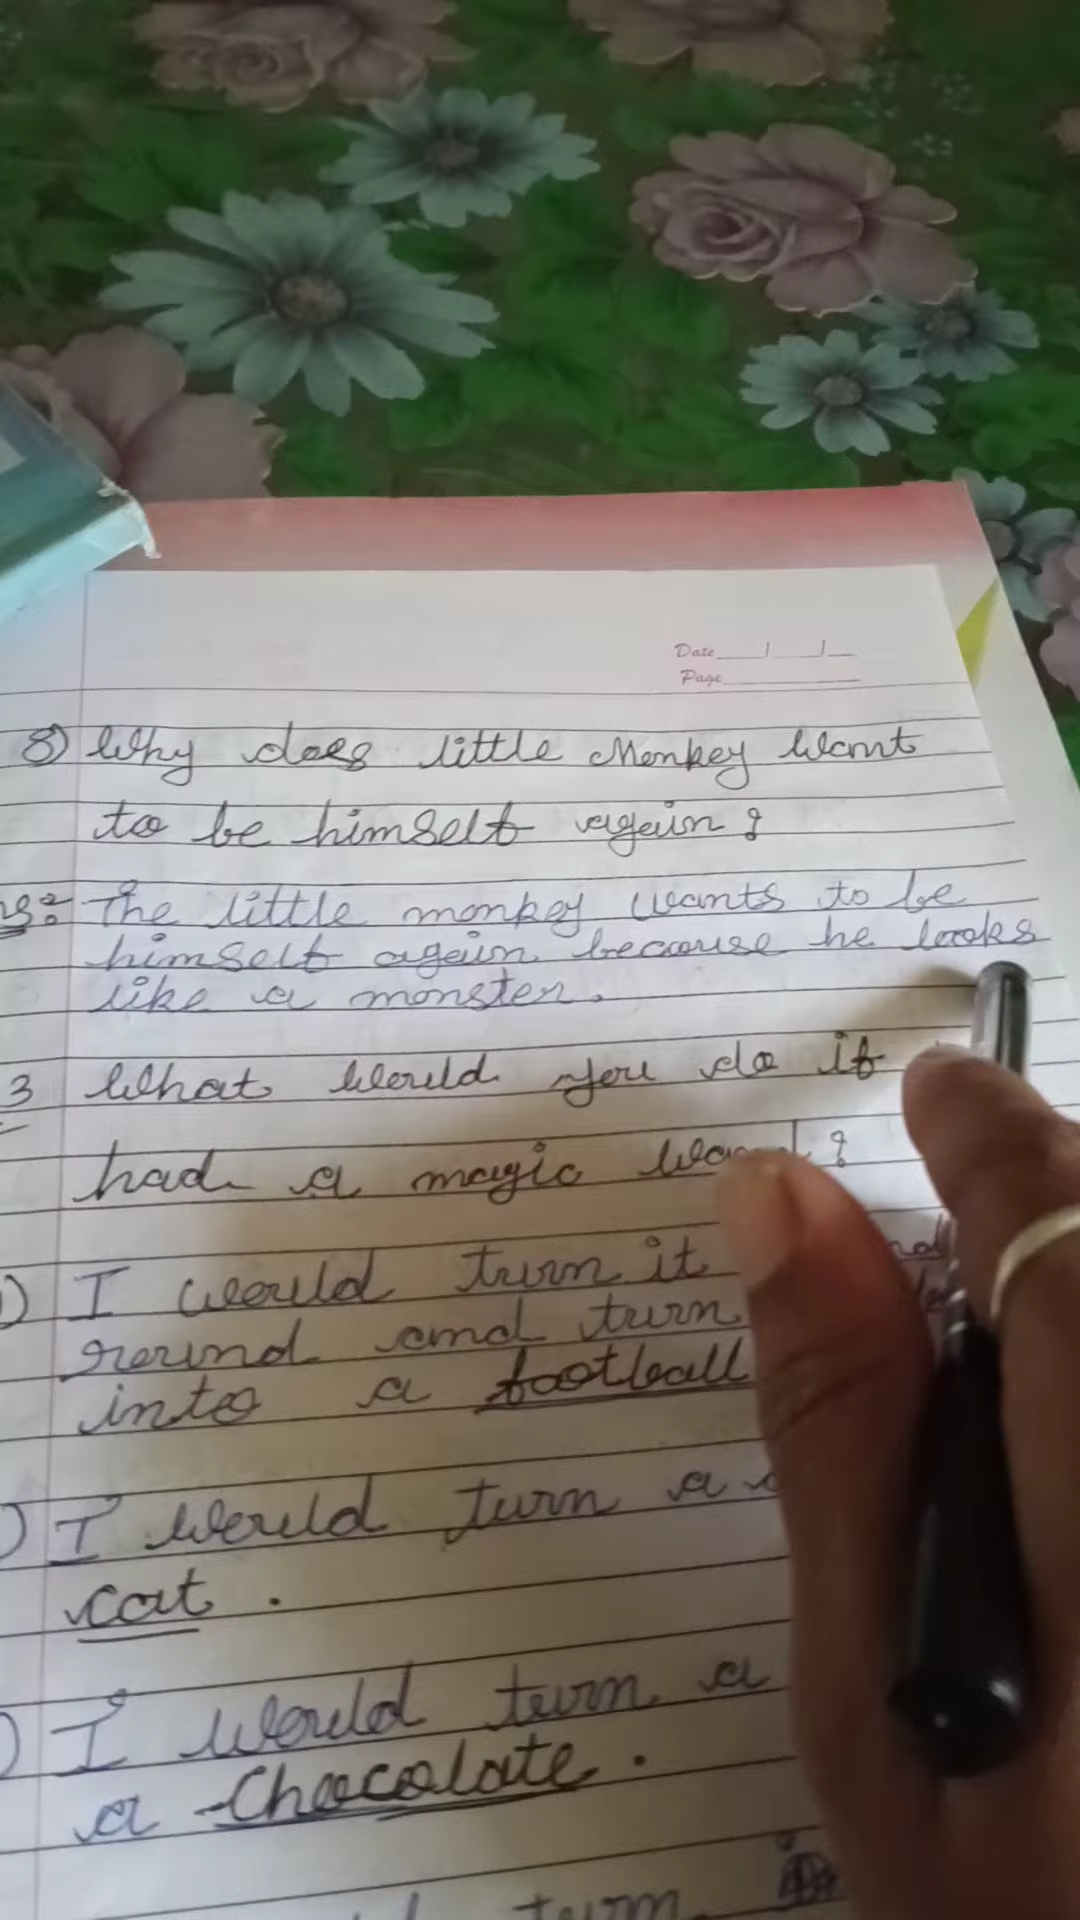 Date
Page
8) Why does little Monkey Want
to be himself again?
The little monkey wants to be
himself again because he looks
like a monster.
3 What Would you do if
had a magic wand?
I would turn it
round and turn
into a football
I Would turn a
cat.
I Would turn a
a Chocolate.
turn